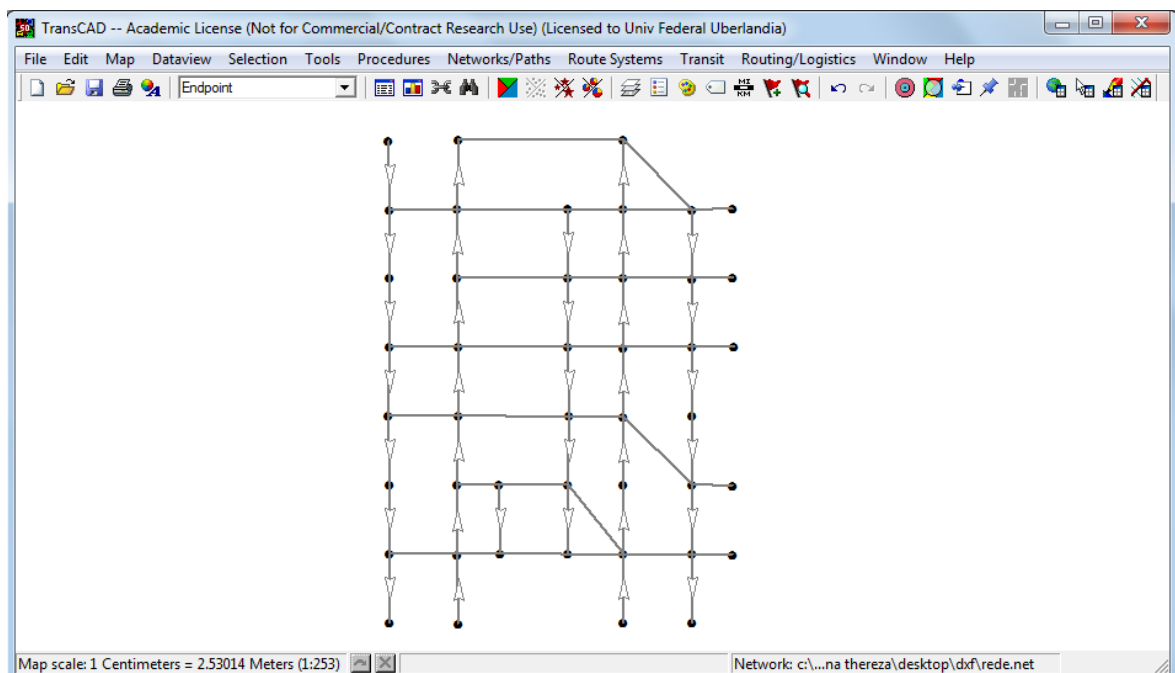 TransCAD -- Academic License (Not for Commercial/Contract Research Use) (Licensed to Univ Federal Uberlandia)
File Edit Map Dataview Selection Tools Procedures Networks/Paths Route Systems Transit Routing/Logistics Window Help
Endpoint
Map scale: 1 Centimeters = 2.53014 Meters (1:253) Network: c:\...na thereza\desktop\dxf\rede.net